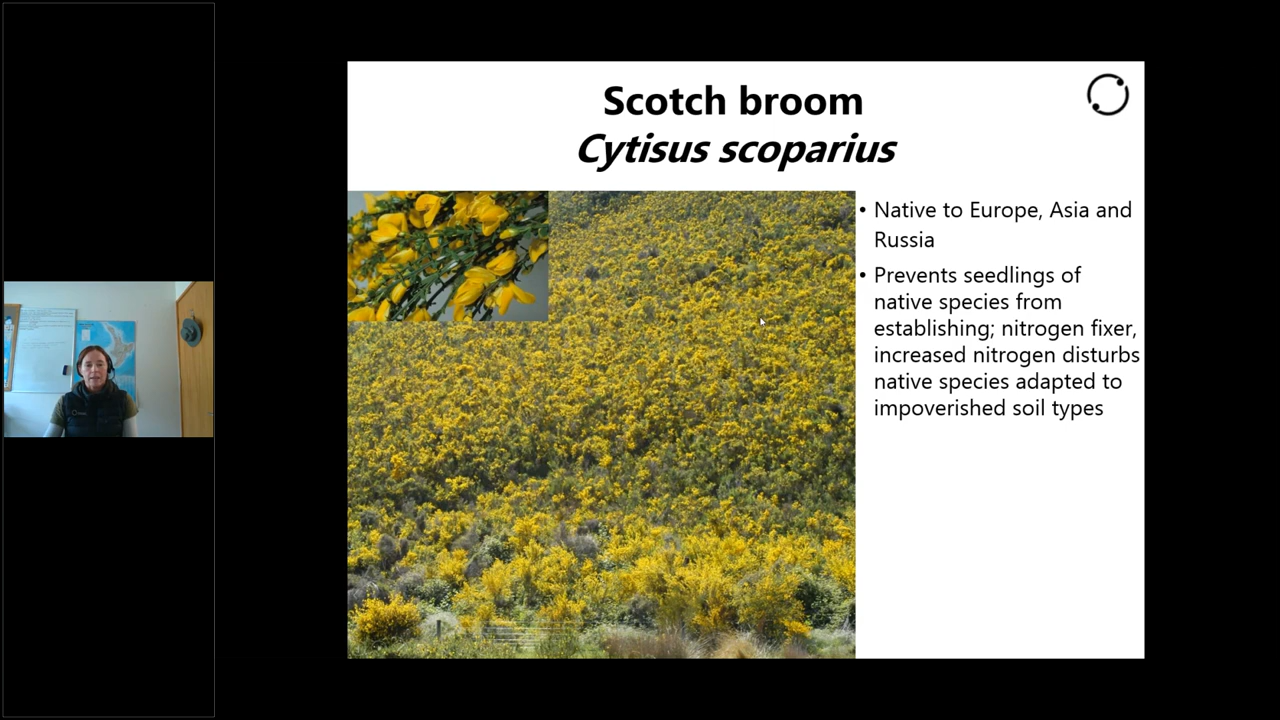 Scotch broom
Cytisus scoparius
• Native to Europe, Asia and
Russia
• Prevents seedlings of
native species from
establishing; nitrogen fixer,
increased nitrogen disturbs
native species adapted to
impoverished soil types